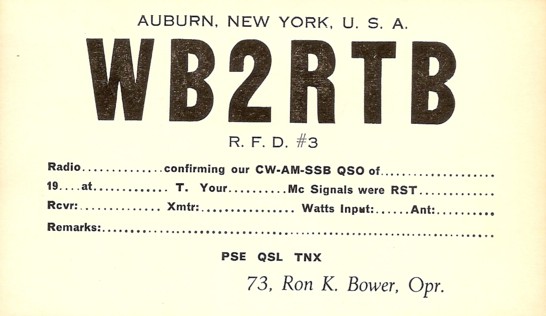 AUBURN, NEW YORK, U. S. A.
WB2RTB
R. F. D. #3
Radio..............confirming our CW-AM-SSB QSO of....................
19....at............. T. Your..........Mc Signals were RST.............
Rcvr:.............. Xmtr:................ Watts Input:......Ant:..........
Remarks:.....................................................................
PSE QSL TNX
73, Ron K. Bower, Opr.